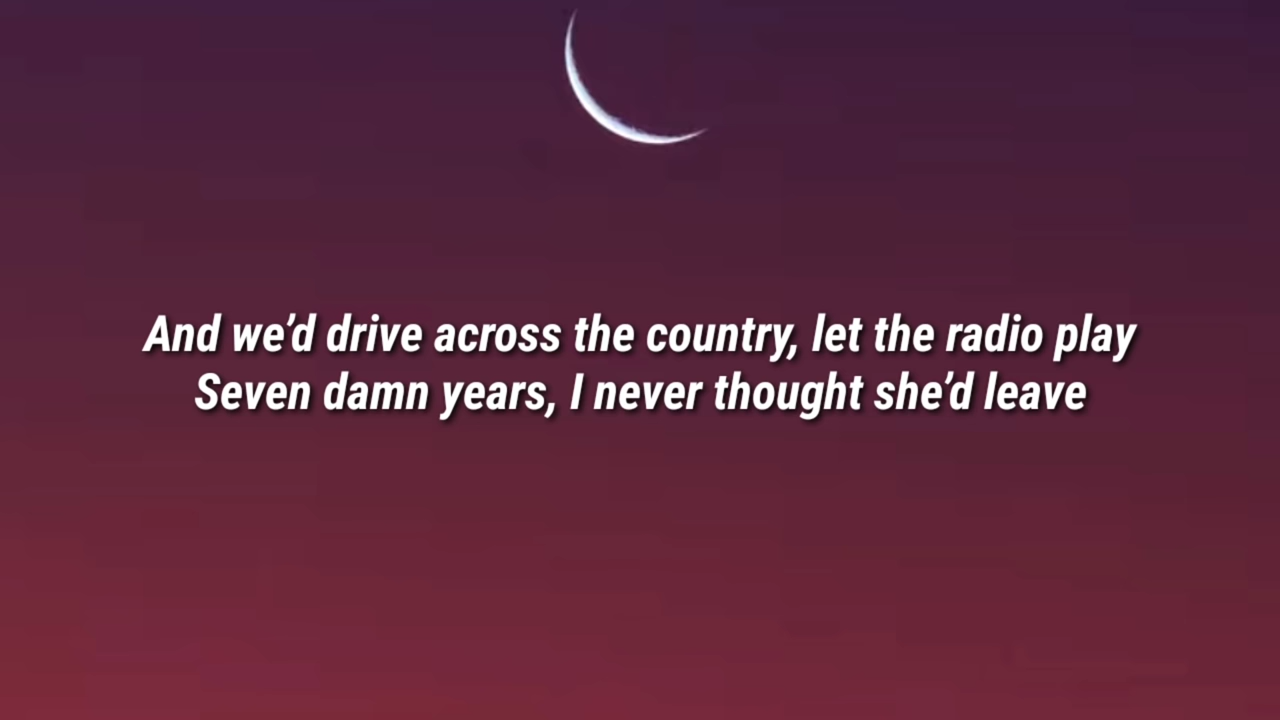 And we’d drive across the country, let the radio play
Seven damn years, I never thought she’d leave